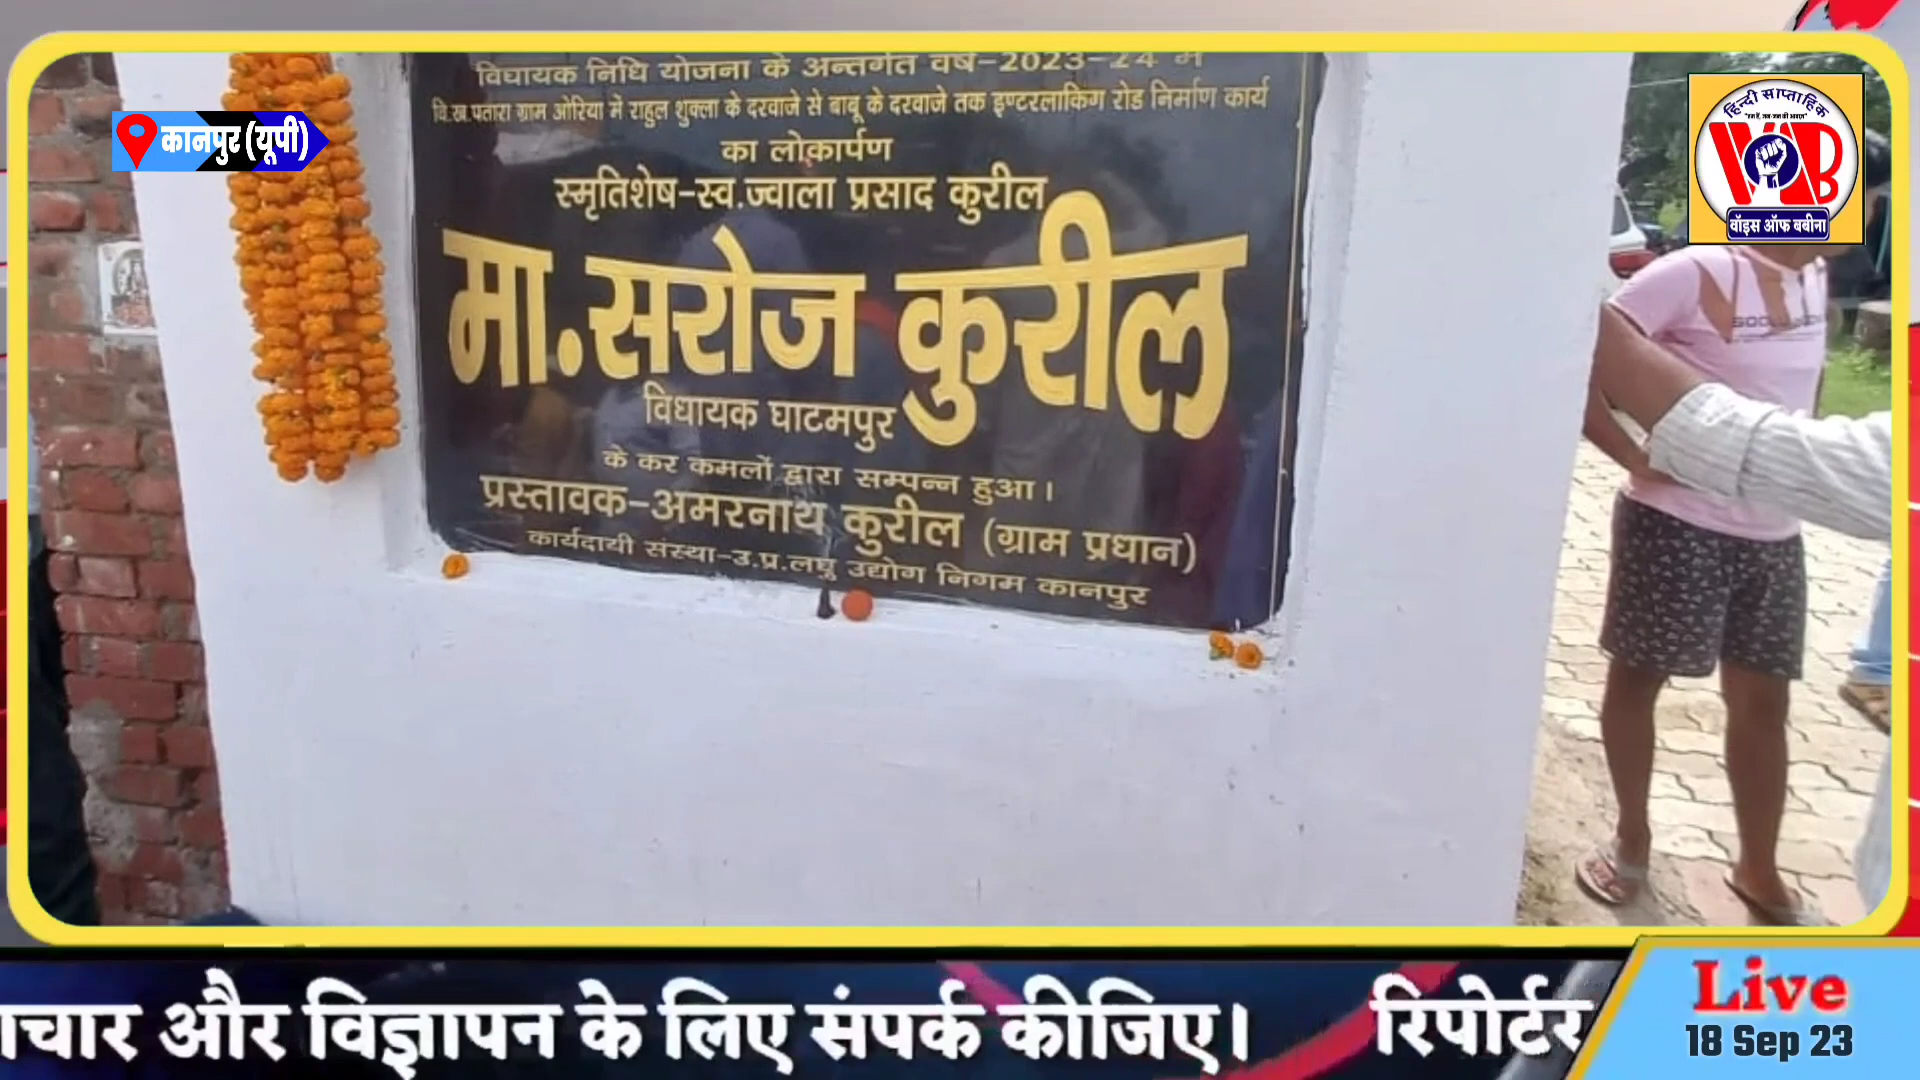 विधायक निधि योजना के अन्तर्गत वर्ष-2023-24 में
वि.ख.पतारा ग्राम ओरिया में राहुल शुक्ला के दरवाजे से बाबू के दरवाजे तक इण्टरलाकिग रोड निर्माण कार्य
का लोकार्पण
स्मृतिशेष-स्व.ज्वाला प्रसाद कुरील
मा.सरोज कुरील
विधायक घाटमपुर
के कर कमलों द्वारा सम्पन्न हुआ।
प्रस्तावक-अमरनाथ कुरील (ग्राम प्रधान)
कार्यदायी संस्था-उ.प्र.लघु उद्योग निगम कानपुर
कानपुर (यूपी)
हिन्दी साप्ताहिक
VOB
वॉइस ऑफ बबीना
और विज्ञापन के लिए संपर्क कीजिए। रिपोर्टर
Live
18 Sep 23